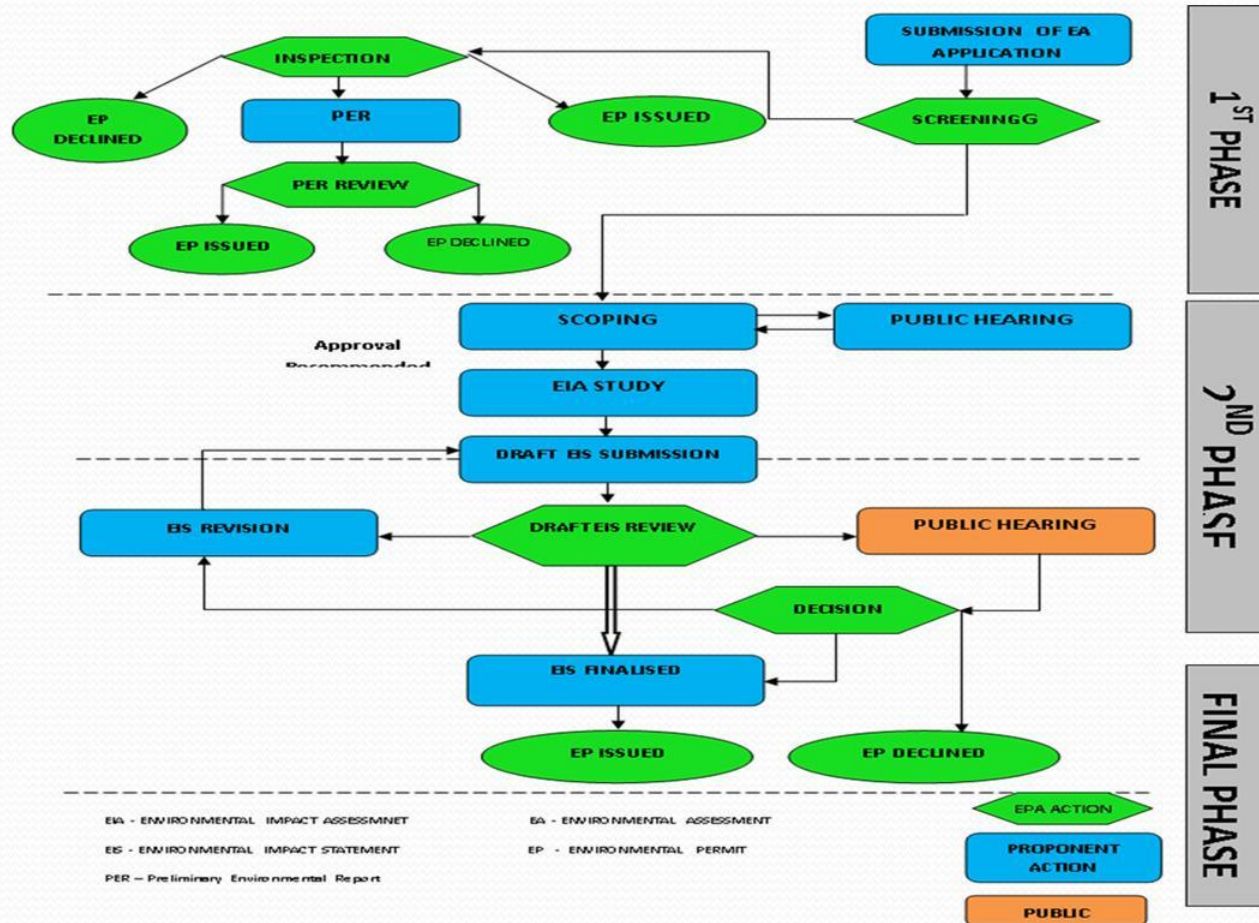 SUBMISSION OF EA
APPLICATION
INSPECTION
EP
DECLINED
PER
EP ISSUED
SCREENINGG
PER REVIEW
EP ISSUED
EP DECLINED
1ST PHASE
SCOPING
PUBLIC HEARING
Approval
Recommended
EIA STUDY
DRAFT EIS SUBMISSION
2ND PHASE
EIS REVISION
DRAFT EIS REVIEW
PUBLIC HEARING
DECISION
EIS FINALISED
EP ISSUED
EP DECLINED
FINAL PHASE
EIA - ENVIRONMENTAL IMPACT ASSESSMNET
EA - ENVIRONMENTAL ASSESSMENT
EIS - ENVIRONMENTAL IMPACT STATEMENT
EP - ENVIRONMENTAL PERMIT
PER – Preliminary Environmental Report
EPA ACTION
PROPONENT
ACTION
PUBLIC